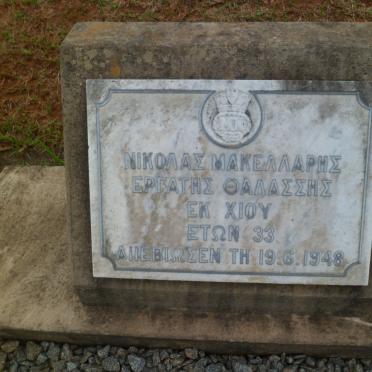 ΝΙΚΟΛΑΣ ΜΑΚΕΛΛΑΡΗΣ
ΕΡΓΑΤΗΣ ΘΑΛΑΣΣΗΣ
ΕΚ ΧΙΟΥ
ΕΤΩΝ 33
ΑΠΕΒΙΩΣΕΝ ΤΗ 19.6.1948